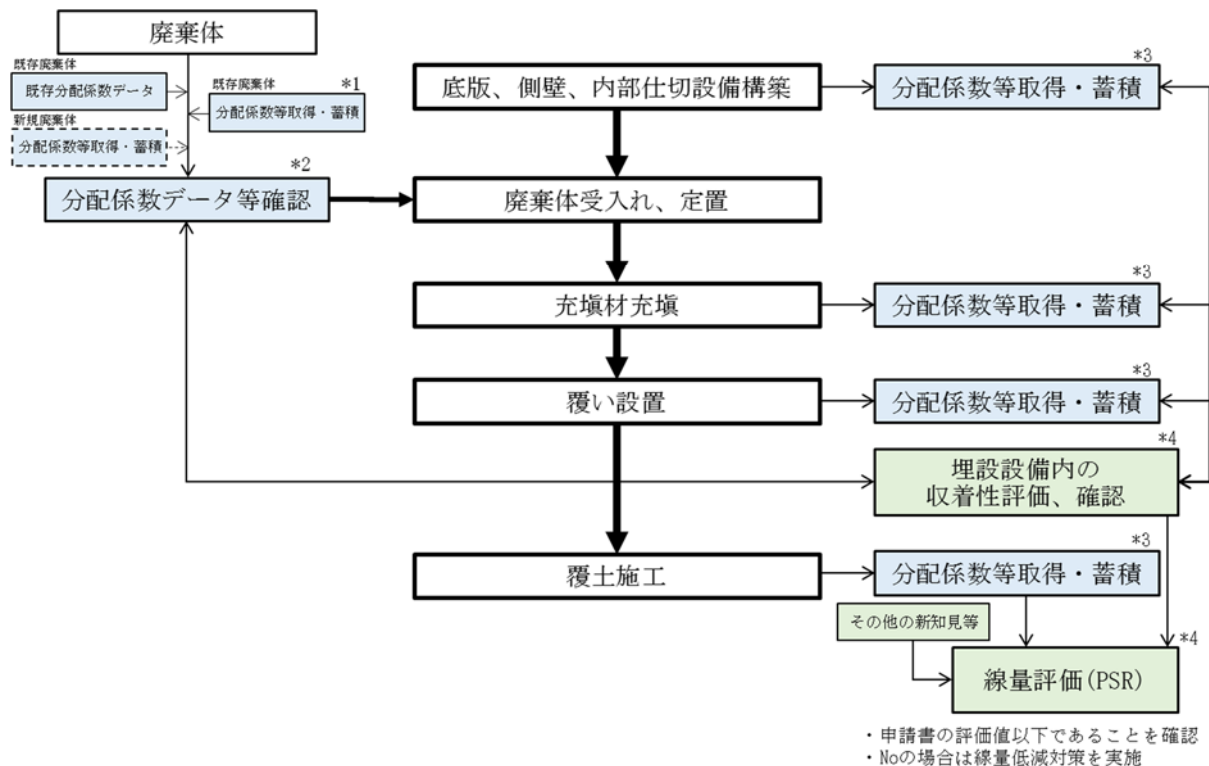 廃棄体
既存廃棄体
既存分配係数データ
既存廃棄体
*1
分配係数等取得・蓄積
新規廃棄体
分配係数等取得・蓄積
*2
分配係数データ等確認
底版、側壁、内部仕切設備構築
*3
分配係数等取得・蓄積
廃棄体受入れ、定置
充塡材充塡
*3
分配係数等取得・蓄積
覆い設置
*3
分配係数等取得・蓄積
*4
埋設設備内の
収着性評価、確認
覆土施工
*3
分配係数等取得・蓄積
その他の新知見等
*4
線量評価(PSR)
・申請書の評価値以下であることを確認
・Noの場合は線量低減対策を実施